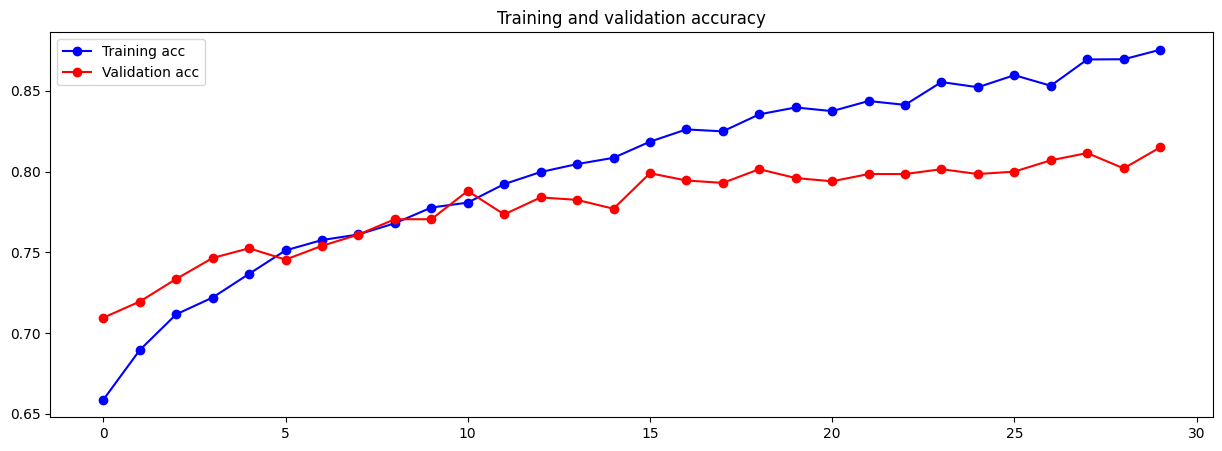 Training and validation accuracy
Training acc
Validation acc
0.85
0.80
0.75
0.70
0.65
0 5 10 15 20 25 30